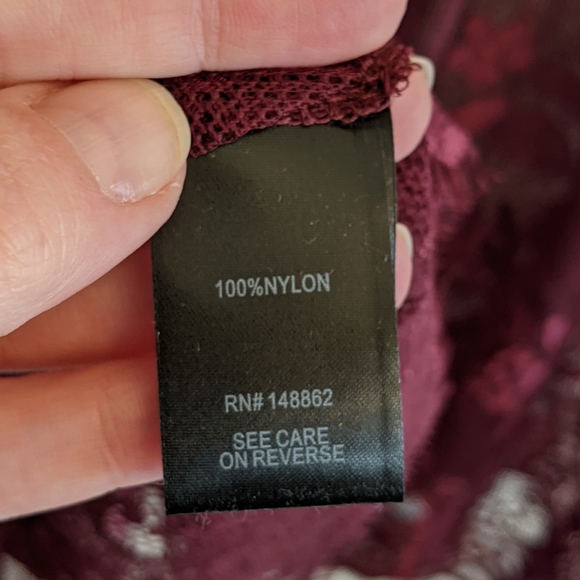 100%NYLON
RN# 148862
SEE CARE
ON REVERSE